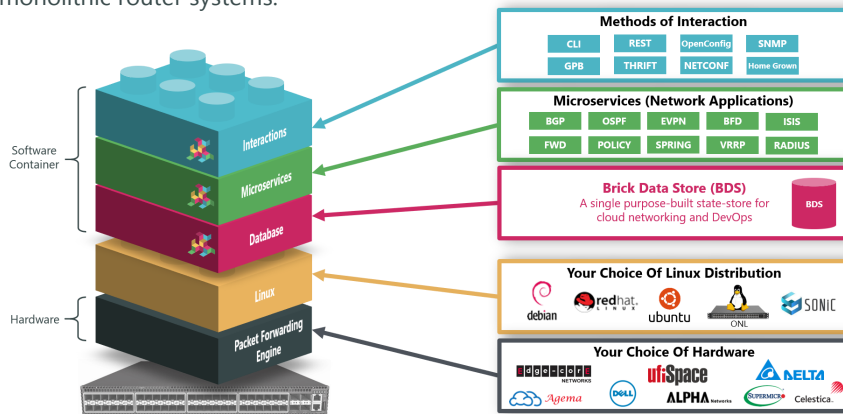 monolithic router systems.
Software
Container
Hardware
Interactions
Microservices
Database
Linux
Packet Forwarding
Engine
Methods of Interaction
CLI REST OpenConfig SNMP
GPB THRIFT NETCONF Home Grown
Microservices (Network Applications)
BGP OSPF EVPN BFD ISIS
FWD POLICY SPRING VRRP RADIUS
Brick Data Store (BDS)
A single purpose-built state-store for
cloud networking and DevOps
BDS
Your Choice Of Linux Distribution
debian
redhat.
LINUX
ubuntu
ONL
SONiC
Your Choice Of Hardware
Edge-corE
NETWORKS
ufiSpace
DELTA
Agema
DELL
ALPHA Networks
SUPERMICRO
Celestica.